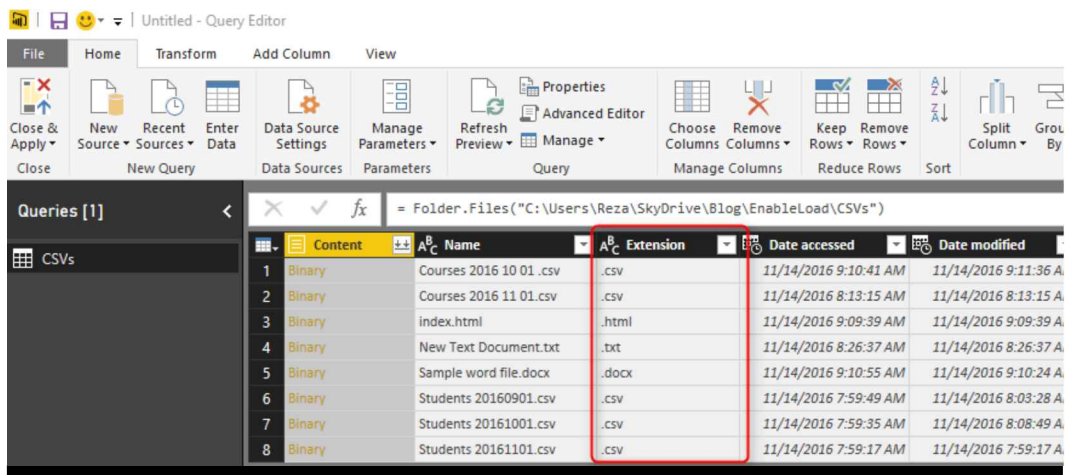 Untitled - Query Editor
File Home Transform Add Column View
Close & Apply
New Source
Recent Sources
Enter Data
Data Source Settings
Manage Parameters
Refresh Preview
Properties
Advanced Editor
Manage
Choose Columns
Remove Columns
Keep Rows
Remove Rows
Split Column
Close New Query Data Sources Parameters Query Manage Columns Reduce Rows Sort
Queries [1]
CSVs
fx = Folder.Files("C:\Users\Reza\SkyDrive\Blog\EnableLoad\CSVs")
Content ABC Name ABC Extension Date accessed Date modified
1 Binary Courses 2016 10 01 .csv .csv 11/14/2016 9:10:41 AM 11/14/2016 9:11:36 A
2 Binary Courses 2016 11 01.csv .csv 11/14/2016 8:13:15 AM 11/14/2016 8:13:15 A
3 Binary index.html .html 11/14/2016 9:09:39 AM 11/14/2016 9:09:39 A
4 Binary New Text Document.txt .txt 11/14/2016 8:26:37 AM 11/14/2016 8:26:37 A
5 Binary Sample word file.docx .docx 11/14/2016 9:10:55 AM 11/14/2016 9:10:24 A
6 Binary Students 20160901.csv .csv 11/14/2016 7:59:49 AM 11/14/2016 8:03:28 A
7 Binary Students 20161001.csv .csv 11/14/2016 7:59:35 AM 11/14/2016 8:08:49 A
8 Binary Students 20161101.csv .csv 11/14/2016 7:59:17 AM 11/14/2016 7:59:17 A